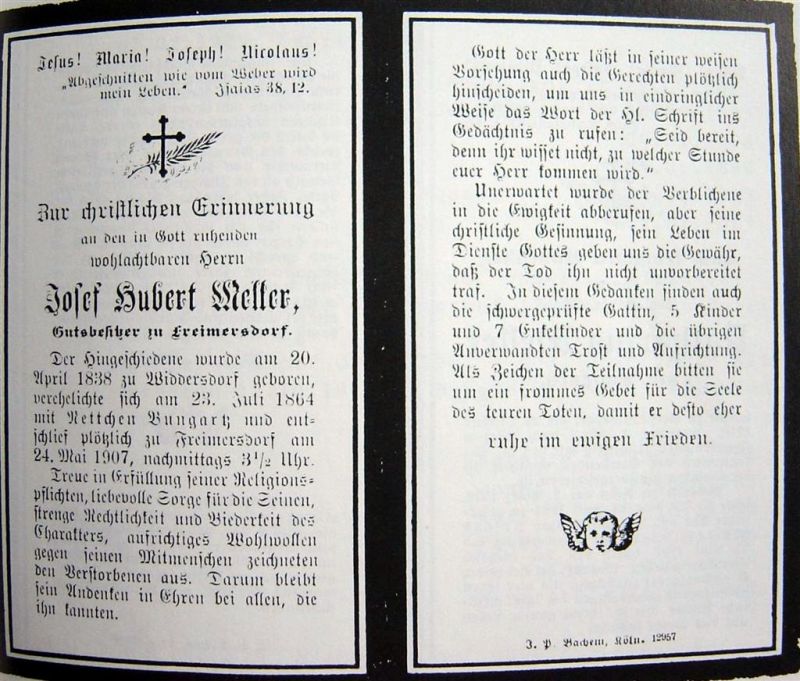 Jesus! Maria! Joseph! Nicolaus!
„Abgeschnitten wie vom Weber wird
mein Leben.“ Isaias 38, 12.
Zur christlichen Erinnerung
an den in Gott ruhenden
wohlachtbaren Herrn
Josef Hubert Meller,
Gutsbesitzer zu Freimersdorf.
Der Hingeschiedene wurde am 20.
April 1838 zu Widdersdorf geboren,
verehelichte sich am 23. Juli 1864
mit Nettchen Bungartz und ent-
schlief plötzlich zu Freimersdorf am
24. Mai 1907, nachmittags 3½ Uhr.
Treue in Erfüllung seiner Religions-
pflichten, liebevolle Sorge für die Seinen,
strenge Rechtlichkeit und Biederkeit des
Charakters, aufrichtiges Wohlwollen
gegen seinen Mitmenschen zeichneten
den Verstorbenen aus. Darum bleibt
sein Andenken in Ehren bei allen, die
ihn kannten.
Gott der Herr läßt in seiner weisen
Vorsehung auch die Gerechten plötzlich
hinscheiden, um uns in eindringlicher
Weise das Wort der Hl. Schrift ins
Gedächtnis zu rufen: „Seid bereit,
denn ihr wisset nicht, zu welcher Stunde
euer Herr kommen wird.“
Unerwartet wurde der Verblichene
in die Ewigkeit abberufen, aber seine
christliche Gesinnung, sein Leben im
Dienste Gottes geben uns die Gewähr,
daß der Tod ihn nicht unvorbereitet
traf. In diesem Gedanken finden auch
die schwergeprüfte Gattin, 5 Kinder
und 7 Enkelkinder und die übrigen
Anverwandten Trost und Aufrichtung.
Als Zeichen der Teilnahme bitten sie
um ein frommes Gebet für die Seele
des teuren Toten, damit er desto eher
ruhe im ewigen Frieden.
J. P. Bachem, Köln. 12957